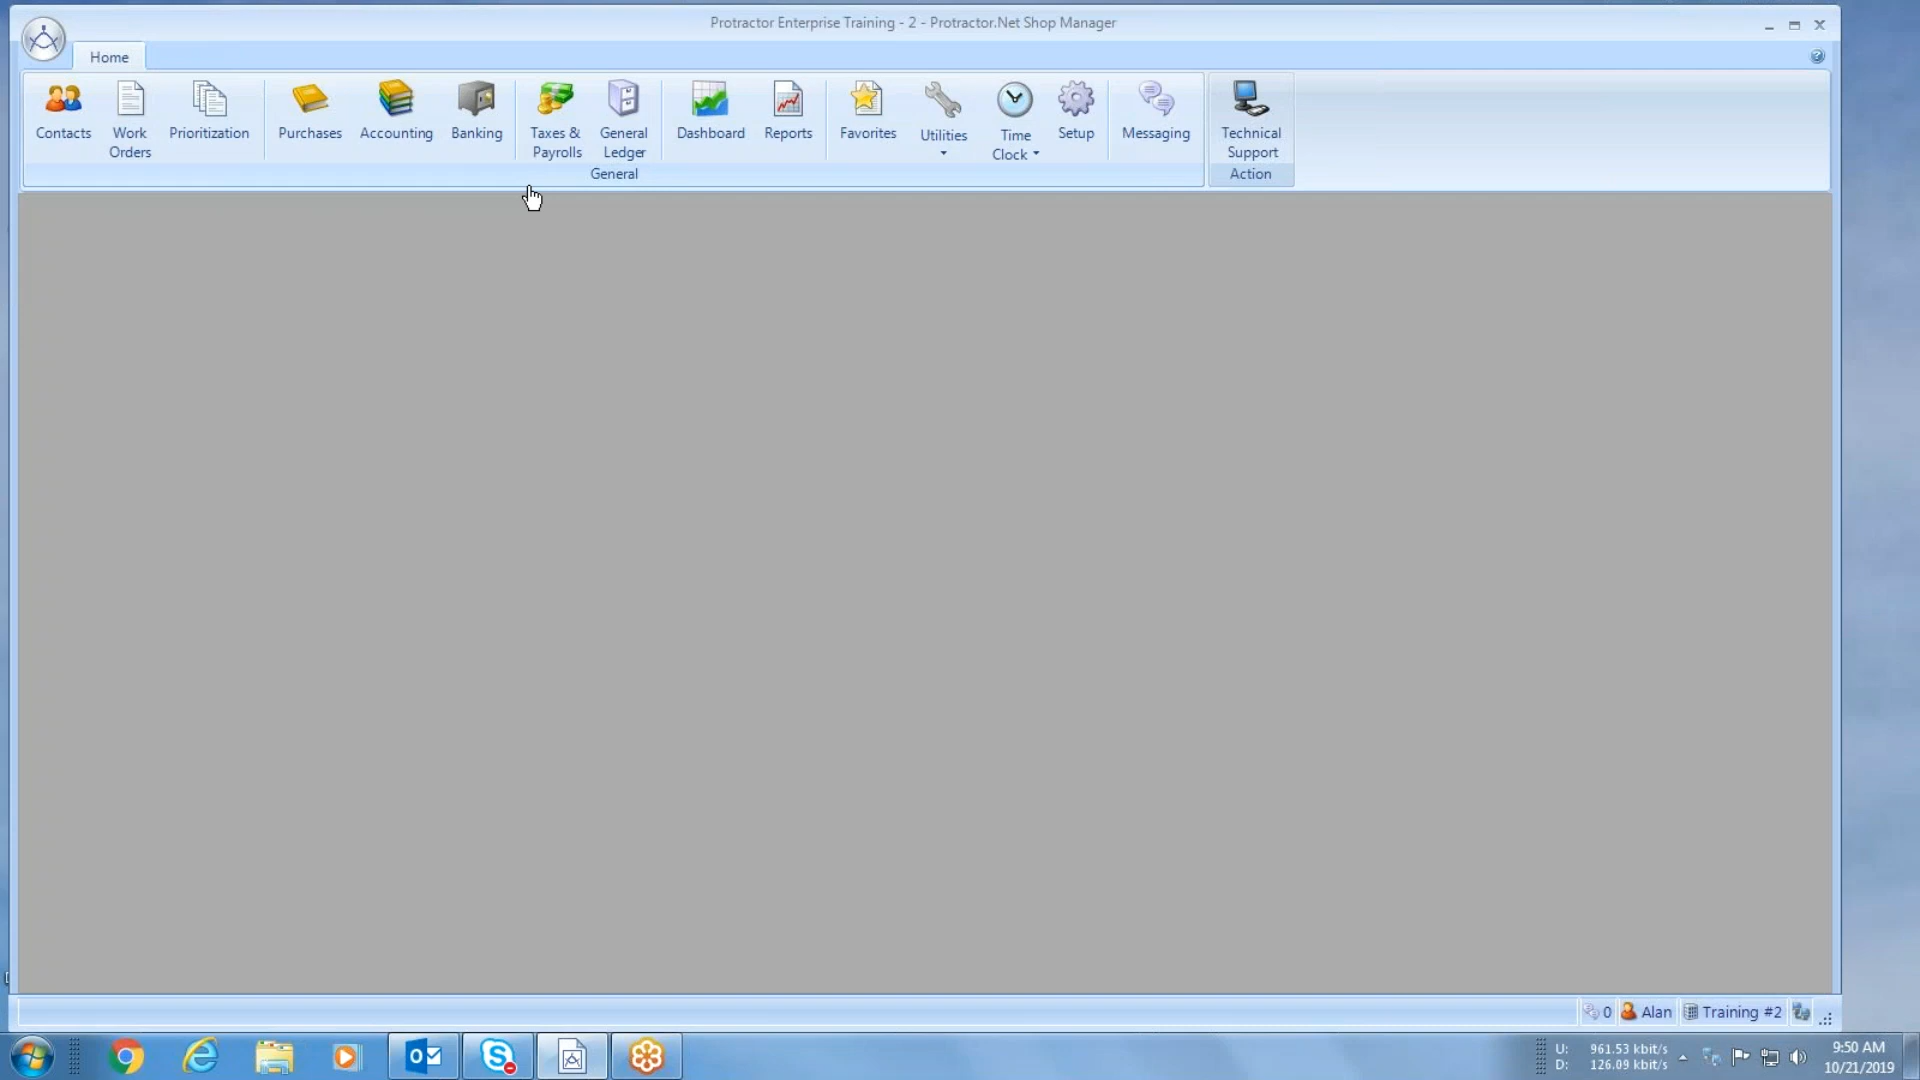 Protractor Enterprise Training - 2 - Protractor.Net Shop Manager
Home
Contacts
Work
Orders
Prioritization
Purchases
Accounting
Banking
Taxes &
Payrolls
General
Ledger
Dashboard
Reports
Favorites
Utilities
Time
Clock
Setup
Messaging
Technical
Support
General
Action
0
Alan
Training #2
U: 961.53 kbit/s
D: 126.09 kbit/s
9:50 AM
10/21/2019